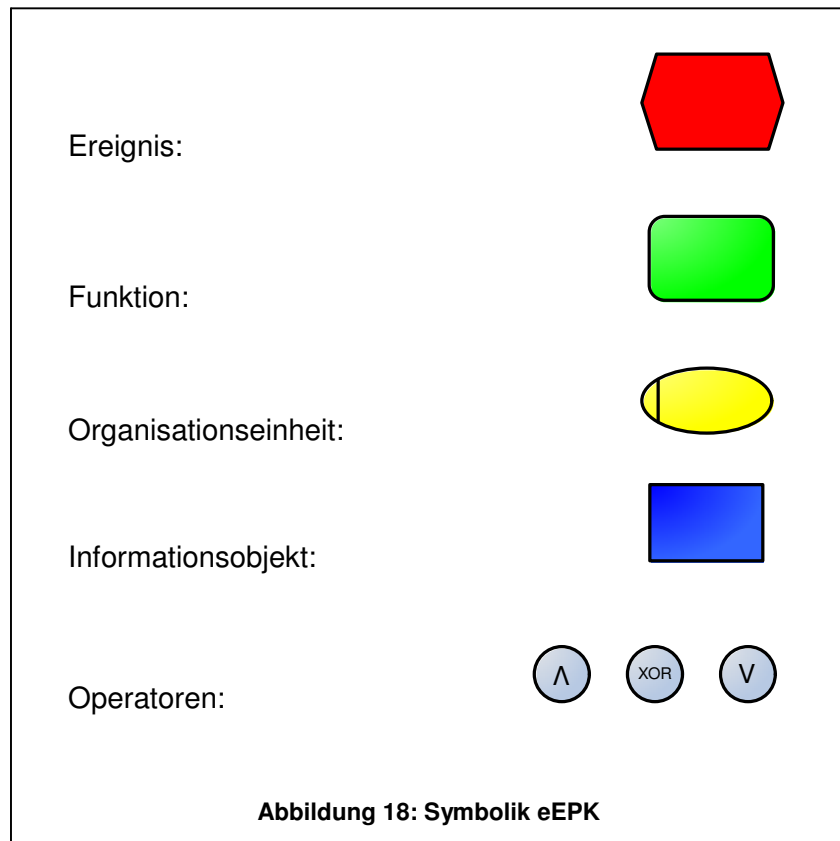 Ereignis:
Funktion:
Organisationseinheit:
Informationsobjekt:
Operatoren: Λ XOR V
Abbildung 18: Symbolik eEPK